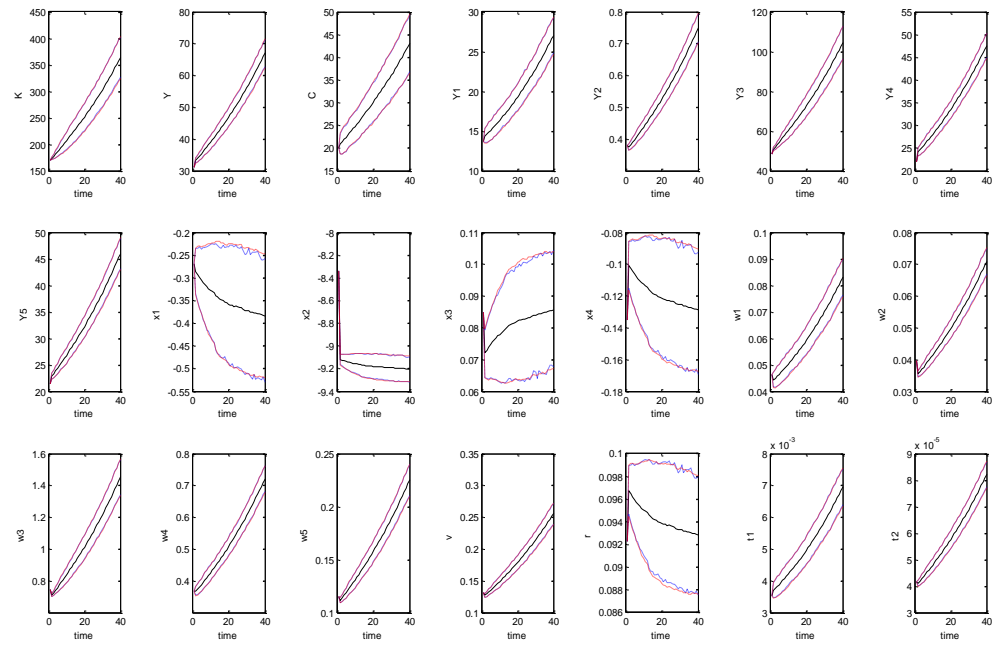 450 400 350 300 250 200 150
K
0 20 40
time
80 70 60 50 40 30
Y
0 20 40
time
50 45 40 35 30 25 20 15
C
0 20 40
time
30 25 20 15 10
Y1
0 20 40
time
0.8 0.7 0.6 0.5 0.4
Y2
0 20 40
time
120 100 80 60 40
Y3
0 20 40
time
55 50 45 40 35 30 25 20
Y4
0 20 40
time
50 45 40 35 30 25 20
Y5
0 20 40
time
-0.2 -0.25 -0.3 -0.35 -0.4 -0.45 -0.5 -0.55
x1
0 20 40
time
-8 -8.2 -8.4 -8.6 -8.8 -9 -9.2 -9.4
x2
0 20 40
time
0.11 0.1 0.09 0.08 0.07 0.06
x3
0 20 40
time
-0.08 -0.1 -0.12 -0.14 -0.16 -0.18
x4
0 20 40
time
0.1 0.09 0.08 0.07 0.06 0.05 0.04
w1
0 20 40
time
0.08 0.07 0.06 0.05 0.04 0.03
w2
0 20 40
time
1.6 1.4 1.2 1 0.8
w3
0 20 40
time
0.8 0.7 0.6 0.5 0.4
w4
0 20 40
time
0.25 0.2 0.15 0.1
w5
0 20 40
time
0.35 0.3 0.25 0.2 0.15 0.1
v
0 20 40
time
0.1 0.098 0.096 0.094 0.092 0.09 0.088 0.086
r
0 20 40
time
x 10^-3
8 7 6 5 4 3
t1
0 20 40
time
x 10^-5
9 8 7 6 5 4 3
t2
0 20 40
time